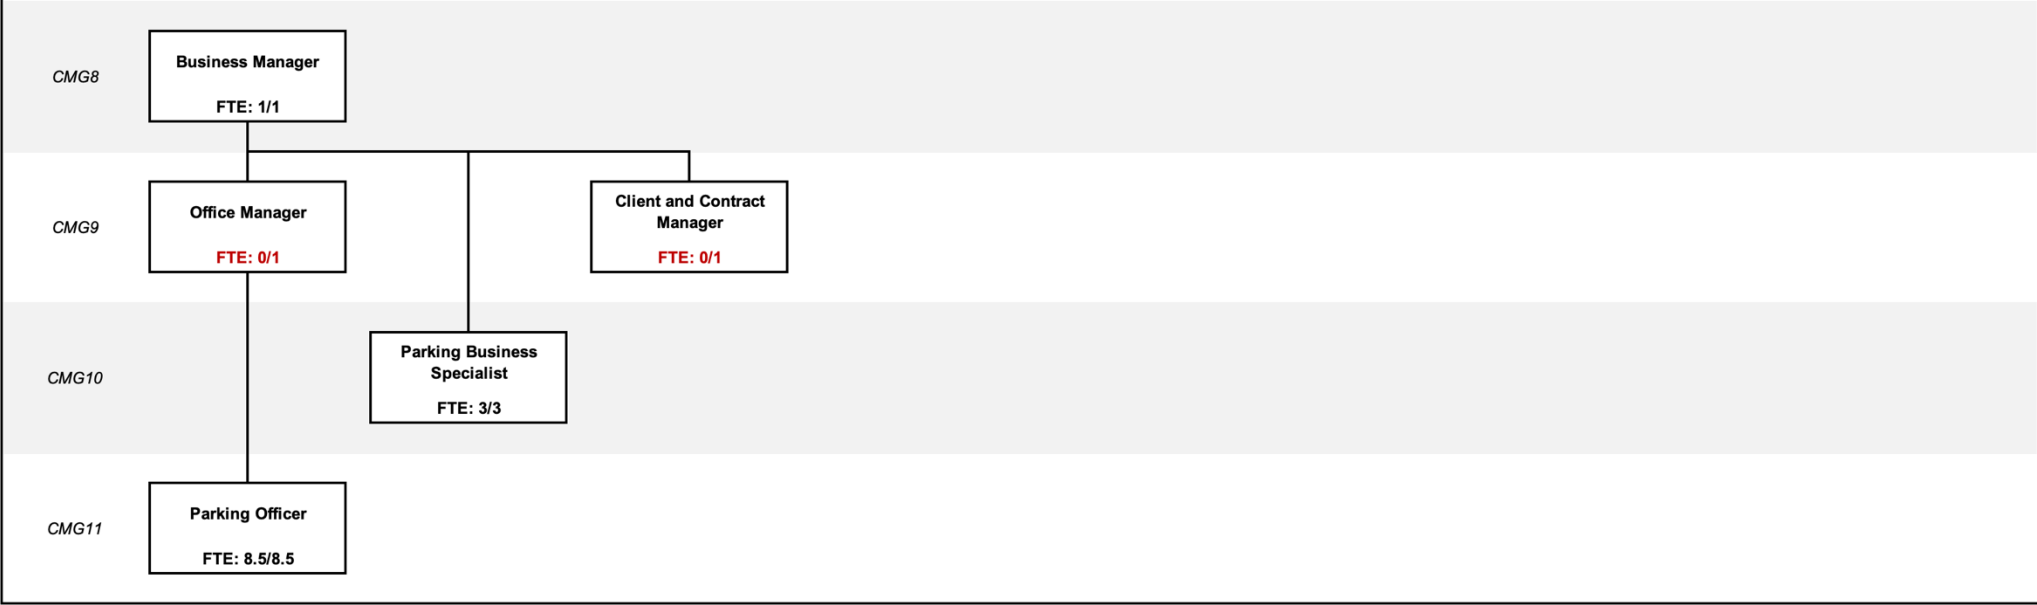 CMG8
Business Manager
FTE: 1/1
CMG9
Office Manager
FTE: 0/1
Client and Contract
Manager
FTE: 0/1
CMG10
Parking Business
Specialist
FTE: 3/3
CMG11
Parking Officer
FTE: 8.5/8.5